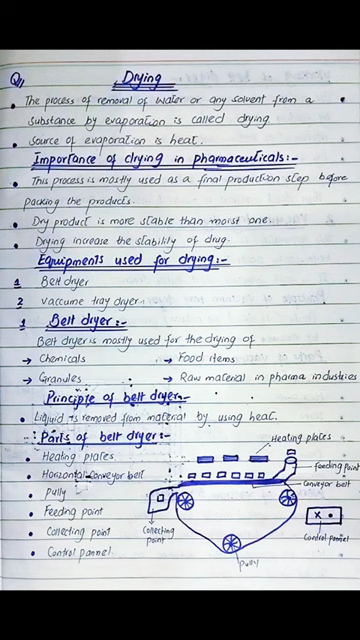 Q//
Drying
• The process of removal of water or any solvent from a
substance by evaporation is called drying
• Source of evaporation is heat.
Importance of drying in pharmaceuticals:-
• This process is mostly used as a final production step before
packing the products.
• Dry product is more stable than moist one.
• Drying increase the stability of drug.
Equipments used for drying:-
1 Belt dryer
2 vaccume tray dryer
1 Belt dryer:-
Belt dryer is mostly used for the drying of
→ Chemicals → Food items
→ Granules → Raw material in pharma industries
Principle of belt dryer:-
• Liquid is removed from material by using heat.
Parts of belt dryer:-
• Heating plates
• Horizontal Conveyor belt
• Pully
• Feeding point
• Collecting point
• Control pannel
Heating plates
Feeding point
Conveyor belt
Collecting
point
x
Control pannel
Pully